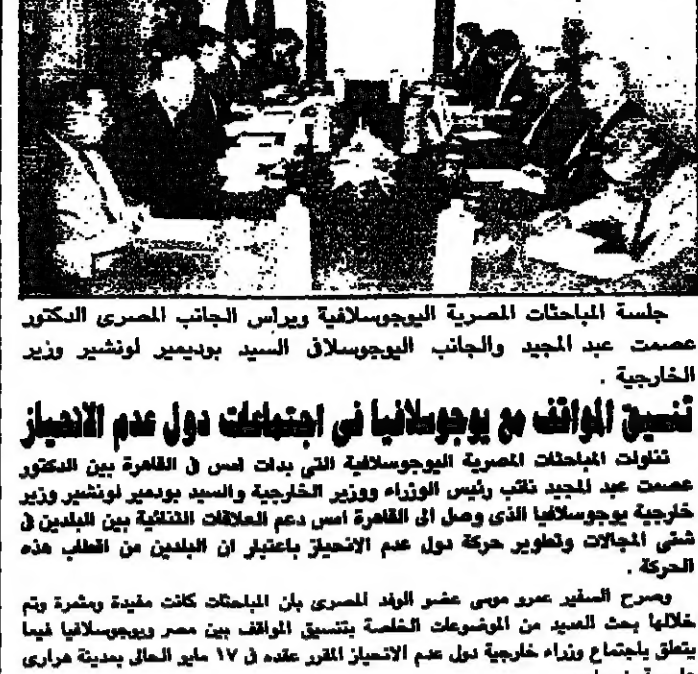 جلسة المباحثات المصرية اليوجوسلافية ويراس الجانب المصرى الدكتور
عصمت عبد المجيد والجانب اليوجوسلافى السيد بوديمير لونشير وزير
الخارجية .
تنسيق المواقف مع يوجوسلافيا فى اجتماعات دول عدم الانحياز
تناولت المباحثات المصرية اليوجوسلافية التى بدات امس فى القاهرة بين الدكتور
عصمت عبد المجيد نائب رئيس الوزراء ووزير الخارجية والسيد بودمير لونشير وزير
خارجية يوجوسلافيا الذى وصل الى القاهرة امس دعم العلاقات الثنائية بين البلدين فى
شتى المجالات وتطوير حركة دول عدم الانحياز باعتبار ان البلدين من اقطاب هذه
الحركة .
وصرح السفير عمرو موسى عضو الوفد المصرى بان المباحثات كانت مفيدة ومثمرة وتم
خلالها بحث العديد من الموضوعات الخاصة بتنسيق المواقف بين مصر ويوجوسلافيا فيما
يتعلق باجتماع وزراء خارجية دول عدم الانحياز المقرر عقده فى ١٧ مايو الحالى بمدينة هرارى